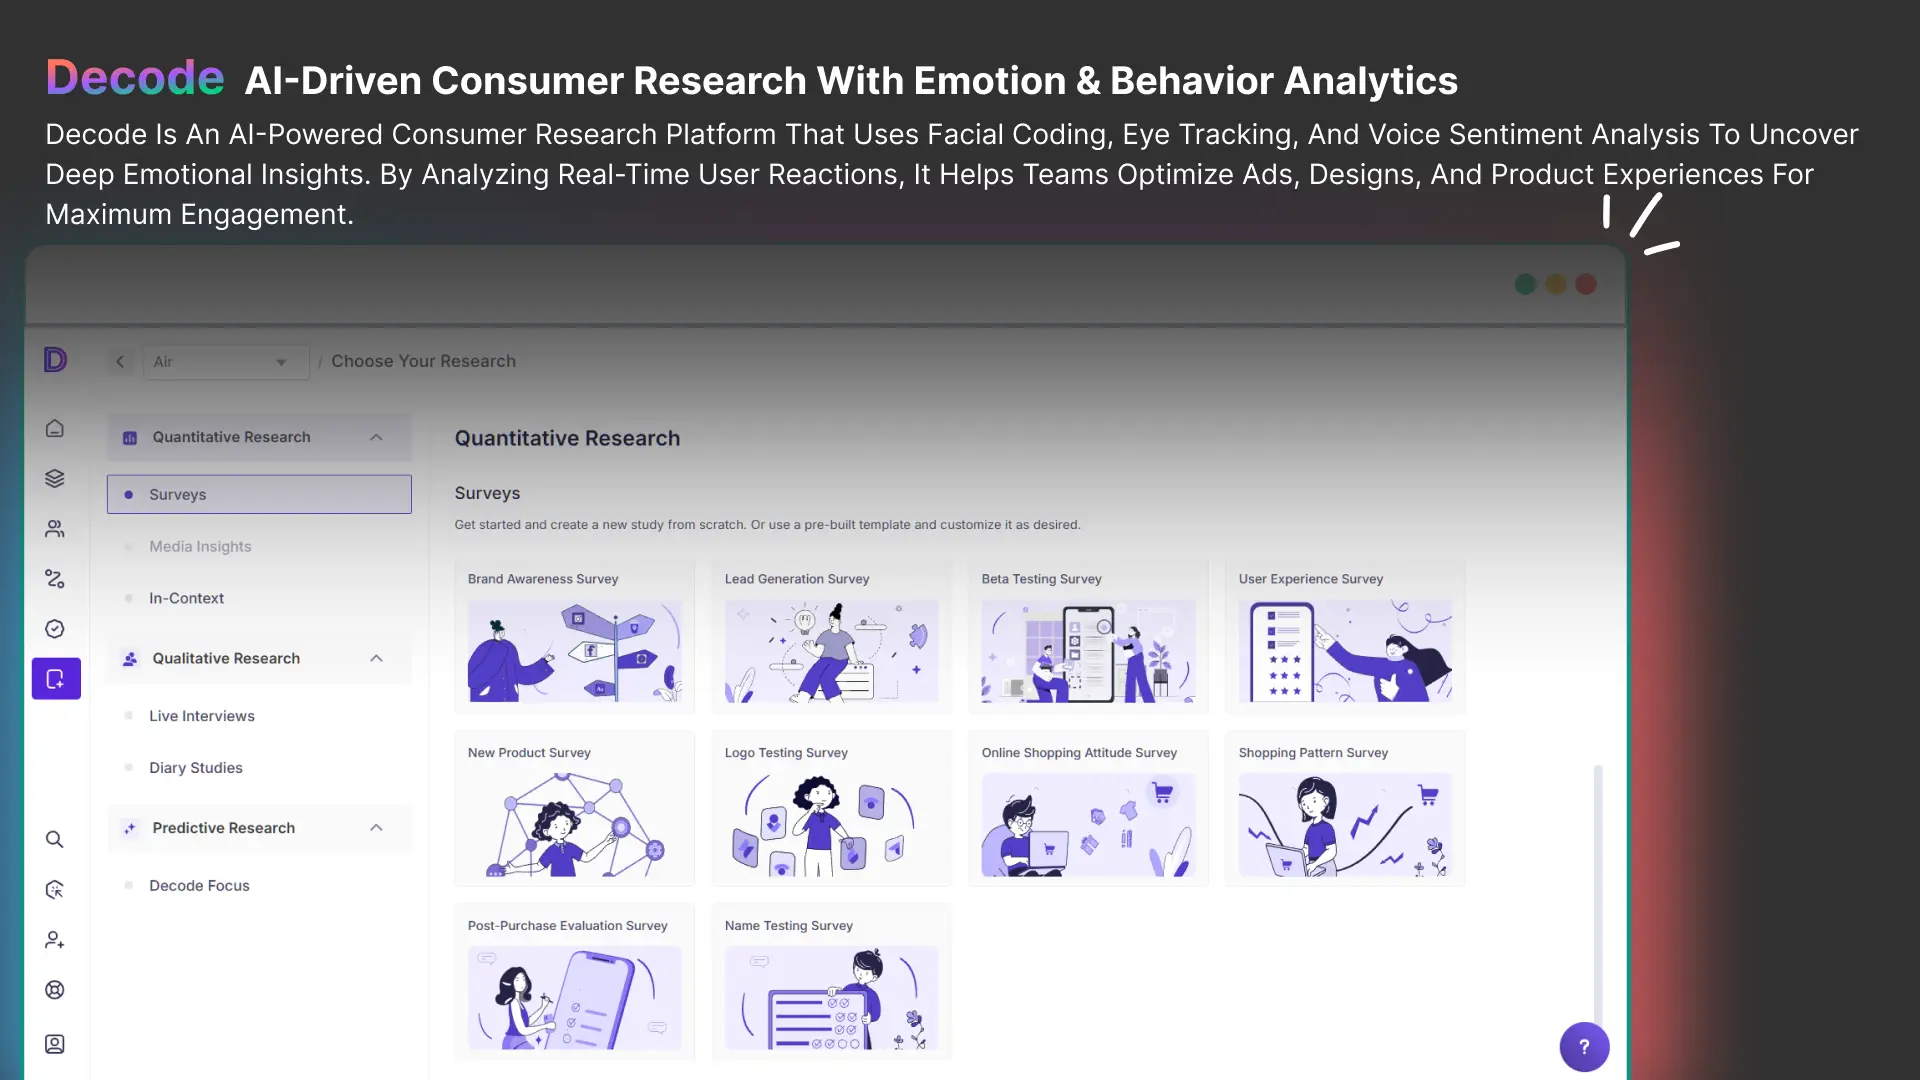 Decode AI-Driven Consumer Research With Emotion & Behavior Analytics
Decode Is An AI-Powered Consumer Research Platform That Uses Facial Coding, Eye Tracking, And Voice Sentiment Analysis To Uncover
Deep Emotional Insights. By Analyzing Real-Time User Reactions, It Helps Teams Optimize Ads, Designs, And Product Experiences For
Maximum Engagement.
D
Air
/ Choose Your Research
Quantitative Research
Surveys
Media Insights
In-Context
Qualitative Research
Live Interviews
Diary Studies
Predictive Research
Decode Focus
Quantitative Research
Surveys
Get started and create a new study from scratch. Or use a pre-built template and customize it as desired.
Brand Awareness Survey
Lead Generation Survey
Beta Testing Survey
User Experience Survey
New Product Survey
Logo Testing Survey
Online Shopping Attitude Survey
Shopping Pattern Survey
Post-Purchase Evaluation Survey
Name Testing Survey
?